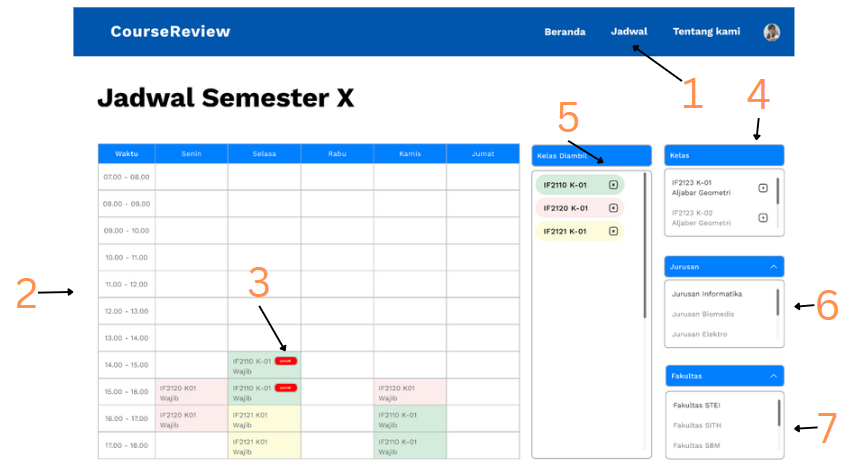 CourseReview
Beranda
Jadwal
Tentang kami
1
4
Jadwal Semester X
5
Waktu Senin Selasa Rabu Kamis Jumat
07.00 - 08.00
08.00 - 09.00
09.00 - 10.00
10.00 - 11.00
11.00 - 12.00
12.00 - 13.00
13.00 - 14.00
14.00 - 15.00
IF2110 K-01
Wajib
15.00 - 16.00
IF2120 K01
Wajib
IF2110 K-01
Wajib
IF2120 K01
Wajib
16.00 - 17.00
IF2120 K01
Wajib
IF2121 K01
Wajib
IF2110 K-01
Wajib
17.00 - 18.00
IF2121 K01
Wajib
IF2110 K-01
Wajib
2
3
Kelas Diambil
IF2110 K-01
IF2120 K-01
IF2121 K-01
Kelas
IF2123 K-01
Aljabar Geometri
IF2123 K-02
Aljaber Geometri
Jurusan
Jurusan Informatika
Jurusan Biomedis
Jurusan Elektro
6
Fakultas
Fakultas STEI
Fakultas SITH
Fakultas SBM
7